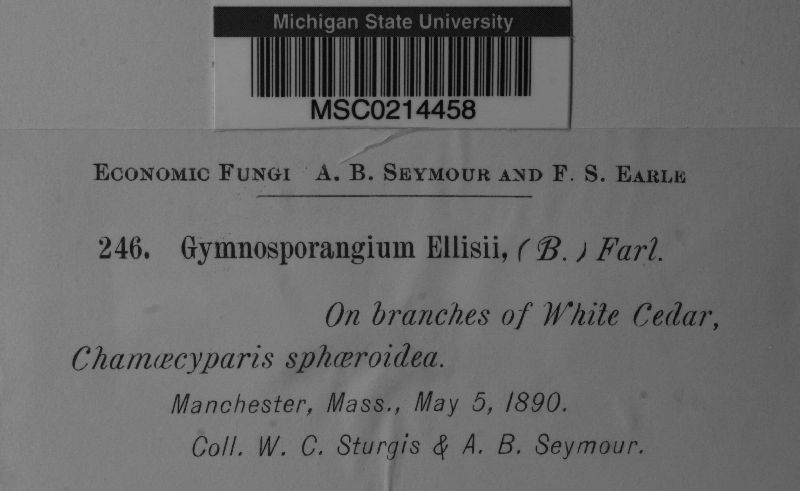 Michigan State University
MSC0214458
Economic Fungi A. B. Seymour and F. S. Earle
246. Gymnosporangium Ellisii, (B.) Farl.
On branches of White Cedar,
Chamæcyparis sphæroidea.
Manchester, Mass., May 5, 1890.
Coll. W. C. Sturgis & A. B. Seymour.